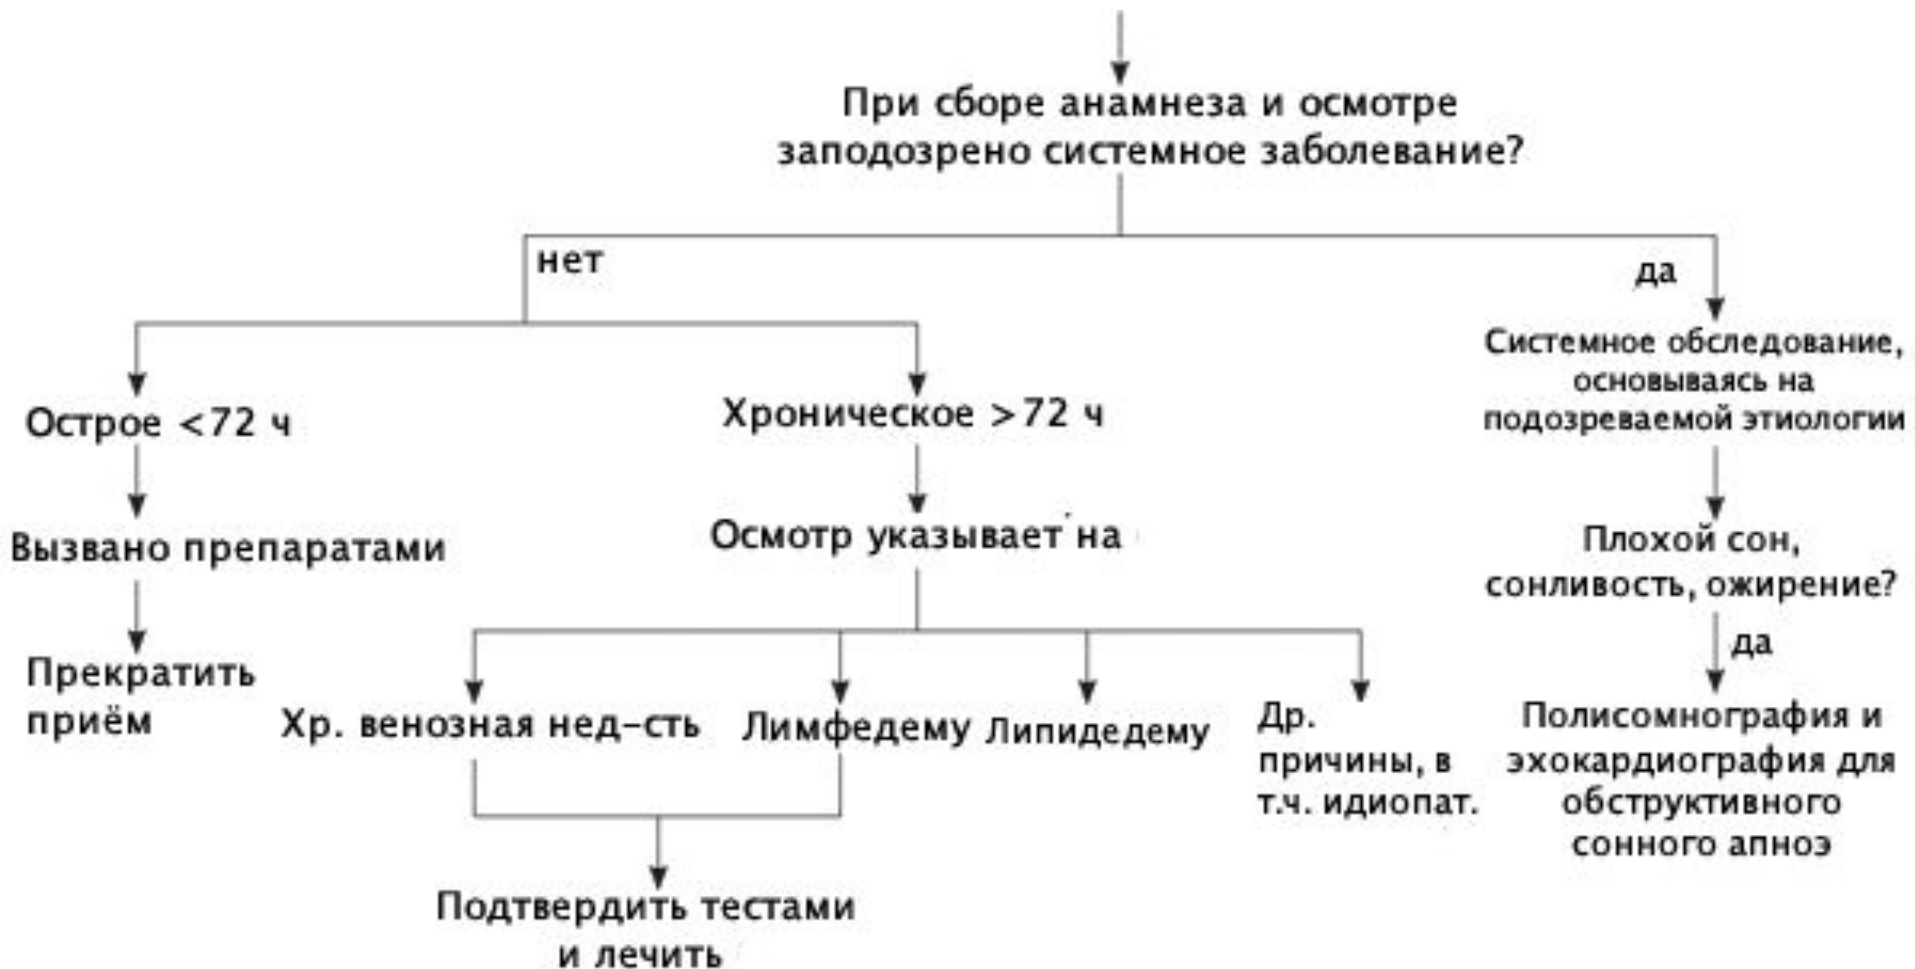 При сборе анамнеза и осмотре
заподозрено системное заболевание?
нет
да
Острое <72 ч
Вызвано препаратами
Прекратить
приём
Хроническое >72 ч
Осмотр указывает на
Хр. венозная нед-сть
Лимфедему
Липидедему
Др.
причины, в
т.ч. идиопат.
Подтвердить тестами
и лечить
Системное обследование,
основываясь на
подозреваемой этиологии
Плохой сон,
сонливость, ожирение?
да
Полисомнография и
эхокардиография для
обструктивного
сонного апноэ